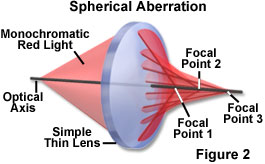 Spherical Aberration
Monochromatic
Red Light
Focal
Point 2
Optical
Axis
Focal
Point 3
Simple
Thin Lens
Focal
Point 1
Figure 2